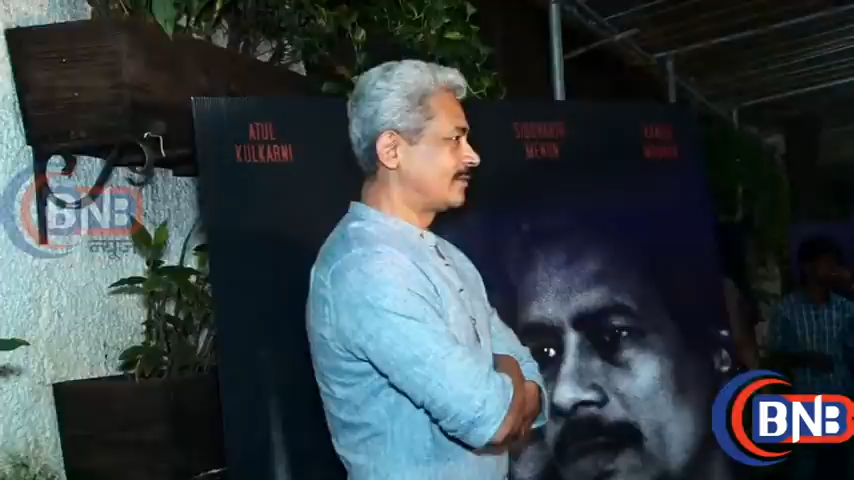 ATUL
KULKARNI
SIDDHARTH
MENON
BNB
न्यूज
BNB